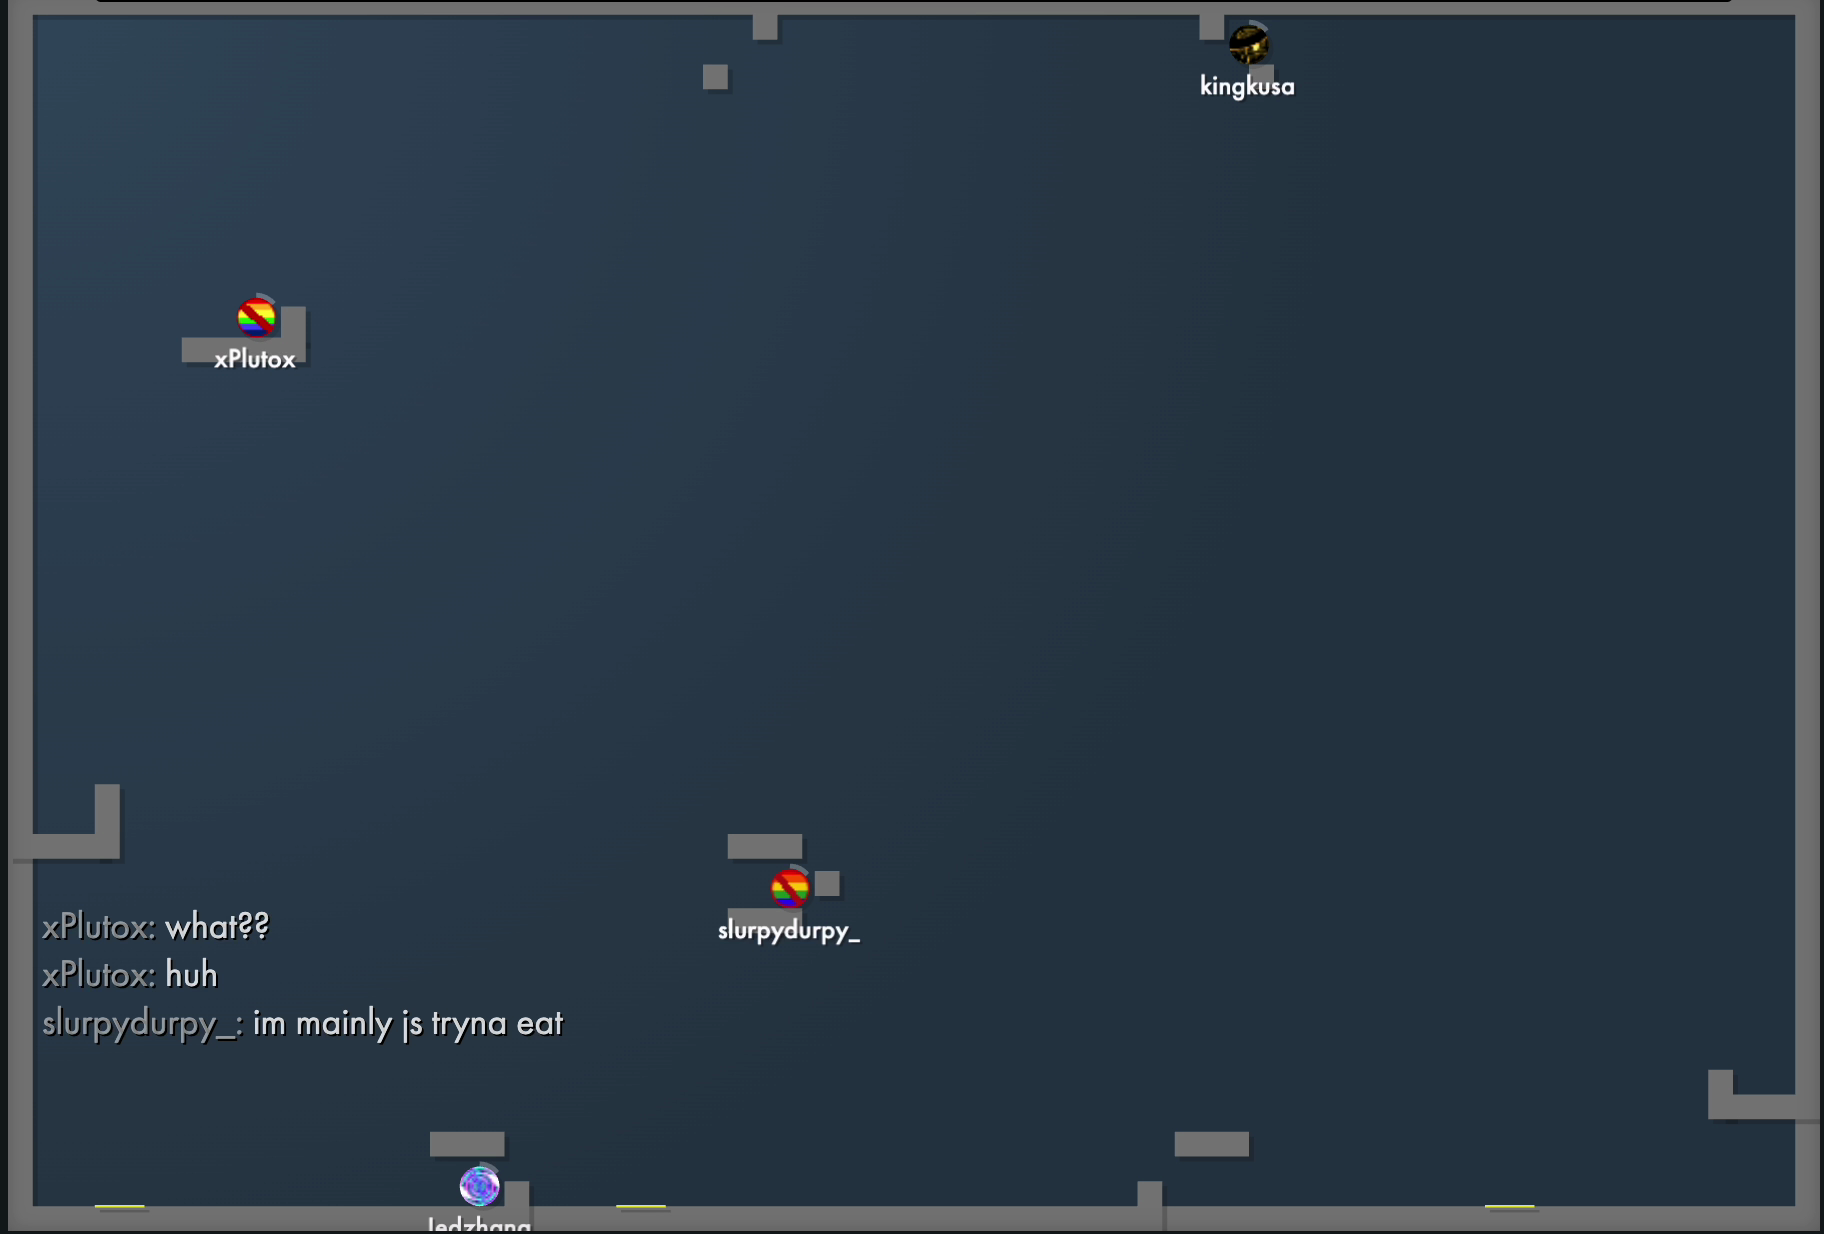 kingkusa
xPlutox
slurpydurpy_
xPlutox: what??
xPlutox: huh
slurpydurpy_: im mainly js tryna eat